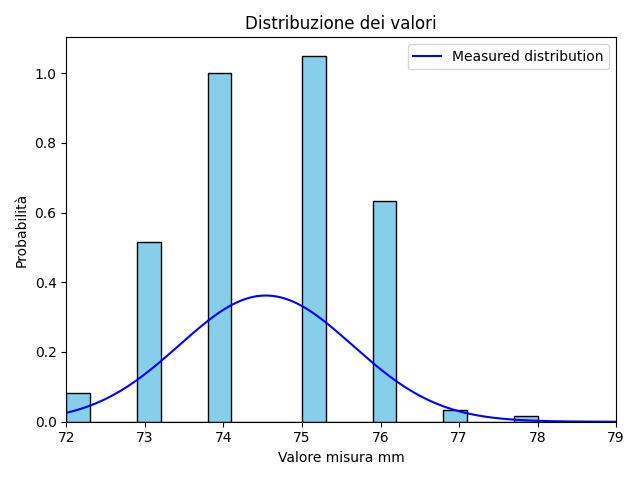 Distribuzione dei valori
Measured distribution
1.0
0.8
0.6
0.4
0.2
0.0
Probabilità
72 73 74 75 76 77 78 79
Valore misura mm